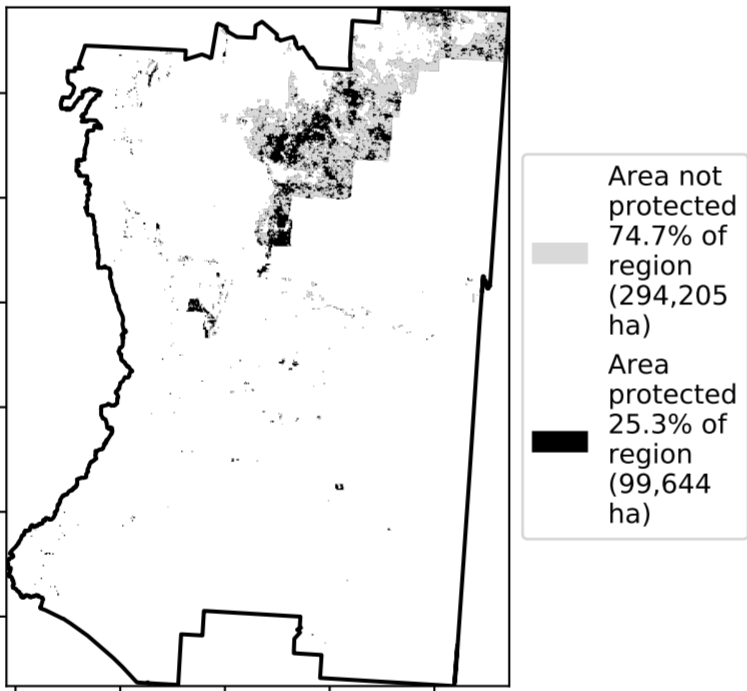 Area not
protected
74.7% of
region
(294,205
ha)
Area
protected
25.3% of
region
(99,644
ha)